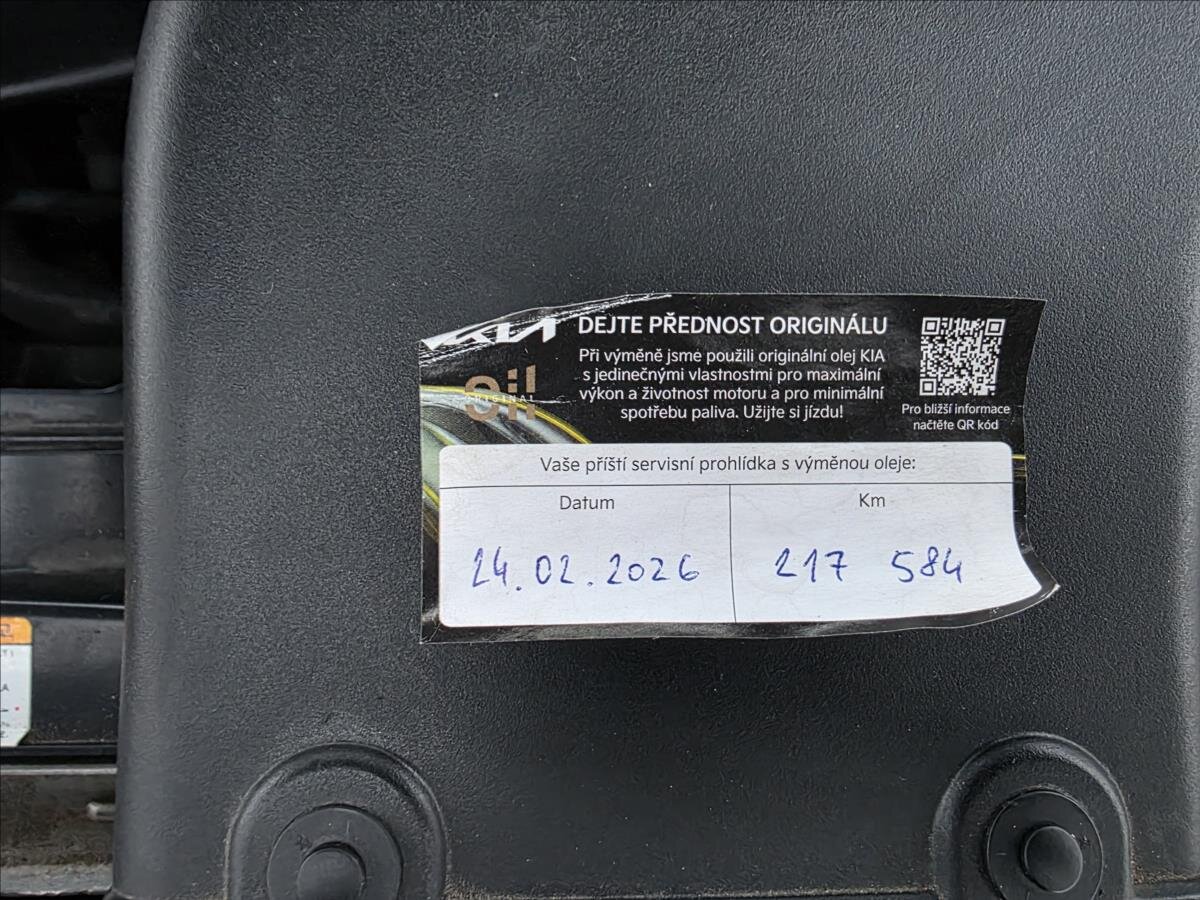 KIA
DEJTE PŘEDNOST ORIGINÁLU
Při výměně jsme použili originální olej KIA
s jedinečnými vlastnostmi pro maximální
výkon a životnost motoru a pro minimální
spotřebu paliva. Užijte si jízdu!
Oil
ORIGINAL
Pro bližší informace
načtěte QR kód
Vaše příští servisní prohlídka s výměnou oleje:
Datum Km
24.02.2026 217 584